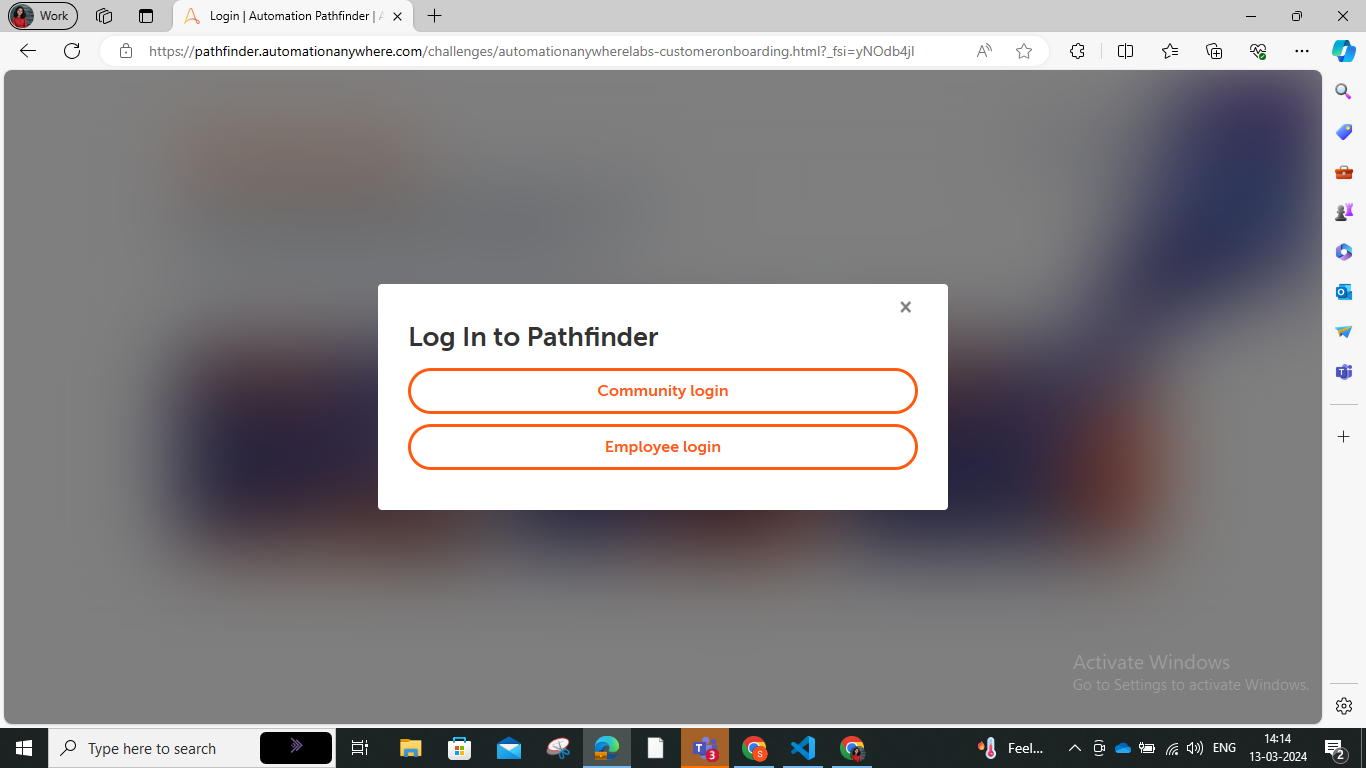 Work
Login | Automation Pathfinder | A
https://pathfinder.automationanywhere.com/challenges/automationanywherelabs-customeronboarding.html?_fsi=yNOdb4jI
Log In to Pathfinder
Community login
Employee login
Activate Windows
Go to Settings to activate Windows.
Type here to search
3
S
Feel...
ENG
14:14
13-03-2024
2